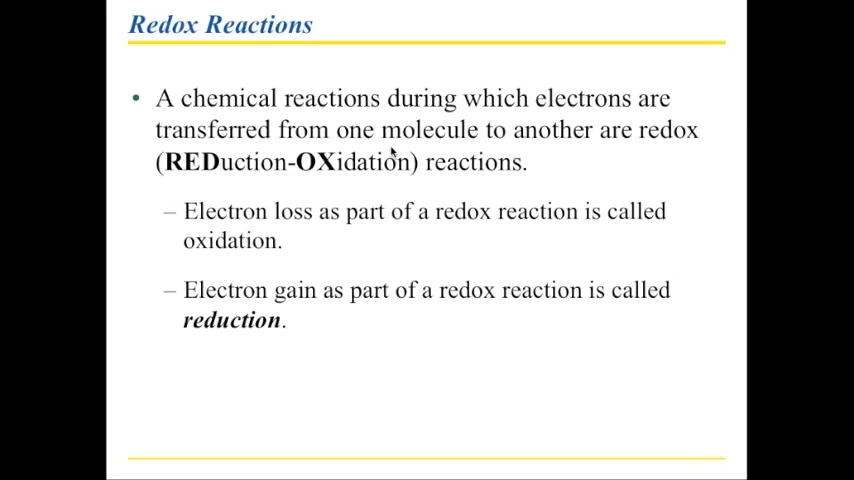 Redox Reactions
• A chemical reactions during which electrons are
transferred from one molecule to another are redox
(REDuction-OXidation) reactions.
– Electron loss as part of a redox reaction is called
oxidation.
– Electron gain as part of a redox reaction is called
reduction.